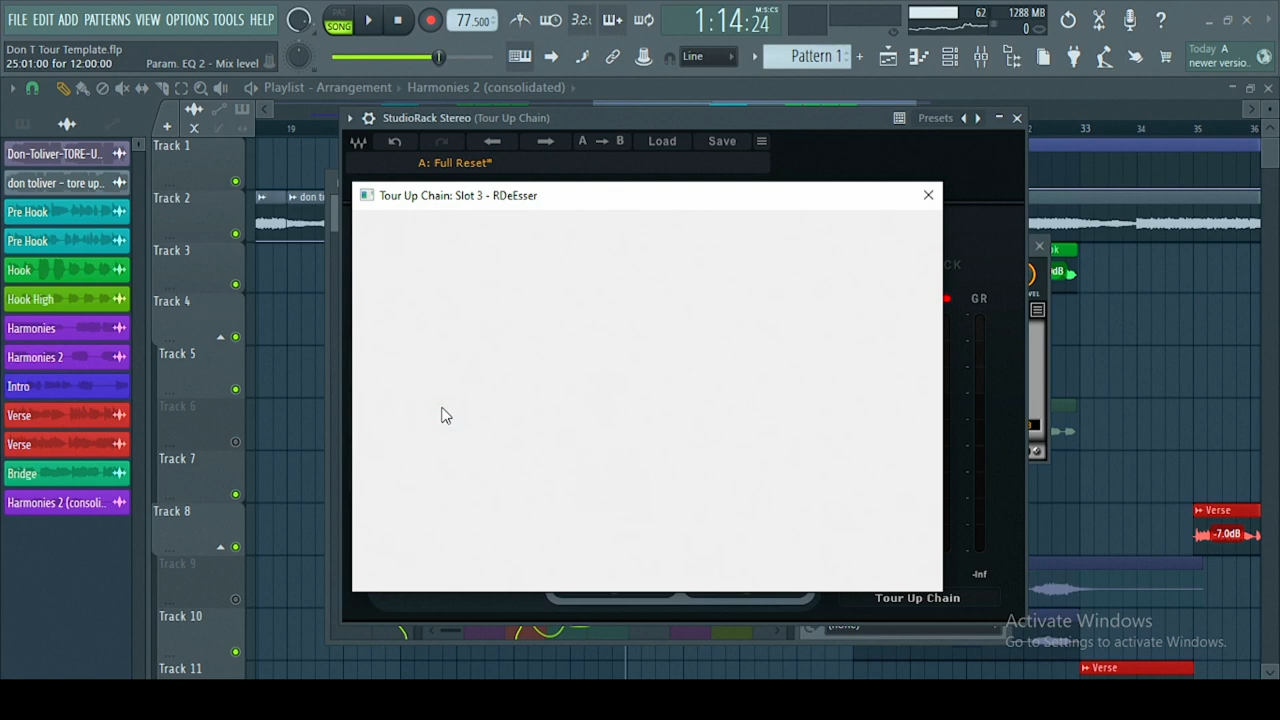 FILE EDIT ADD PATTERNS VIEW OPTIONS TOOLS HELP
PAT
SONG
77.500
3.2
1:14:24
M:S:CS
62
1288 MB
0
Don T Tour Template.flp
25:01:00 for 12:00:00
Param. EQ 2 - Mix level
Line
Pattern 1
+
Today A
newer versio..
Playlist - Arrangement
Harmonies 2 (consolidated)
19
33
35
36
StudioRack Stereo (Tour Up Chain)
Presets
A
B
Load
Save
A: Full Reset*
Tour Up Chain: Slot 3 - RDeEsser
Don-Toliver-TORE-U..
don toliver - tore up..
Pre Hook
Pre Hook
Hook
Hook High
Harmonies
Harmonies 2
Intro
Verse
Verse
Bridge
Harmonies 2 (consoli..
Track 1
Track 2
Track 3
Track 4
Track 5
Track 6
Track 7
Track 8
Track 9
Track 10
Track 11
don t
GR
-Inf
Tour Up Chain
(none)
Verse
-7.0dB
Verse
Activate Windows
Go to Settings to activate Windows.